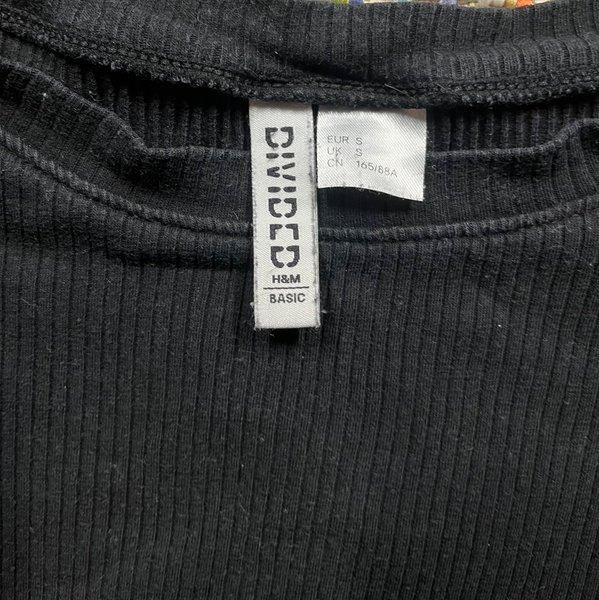 DIVIDED
H&M
BASIC
EUR S
UK S
CN 165/88A